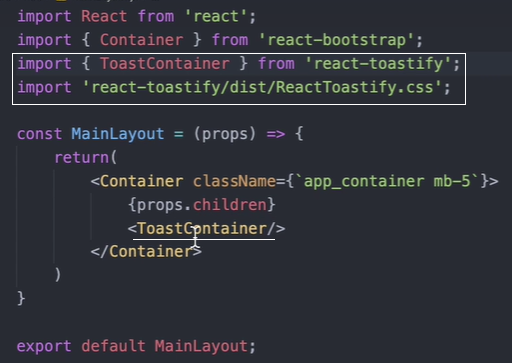 import React from 'react';
import { Container } from 'react-bootstrap';
import { ToastContainer } from 'react-toastify';
import 'react-toastify/dist/ReactToastify.css';
const MainLayout = (props) => {
return(
<Container className={`app_container mb-5`}>
{props.children}
<ToastContainer/>
</Container>
)
}
export default MainLayout;